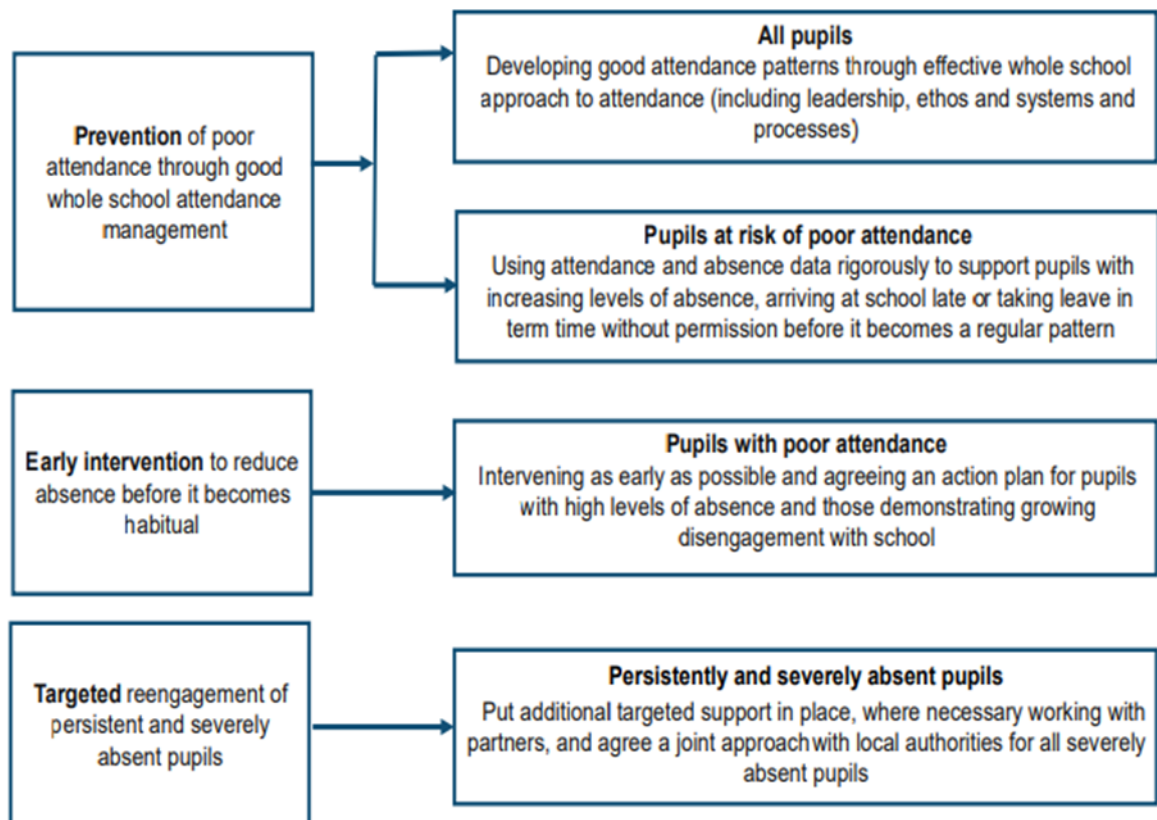 Prevention of poor
attendance through good
whole school attendance
management
All pupils
Developing good attendance patterns through effective whole school
approach to attendance (including leadership, ethos and systems and
processes)
Pupils at risk of poor attendance
Using attendance and absence data rigorously to support pupils with
increasing levels of absence, arriving at school late or taking leave in
term time without permission before it becomes a regular pattern
Early intervention to reduce
absence before it becomes
habitual
Pupils with poor attendance
Intervening as early as possible and agreeing an action plan for pupils
with high levels of absence and those demonstrating growing
disengagement with school
Targeted reengagement of
persistent and severely
absent pupils
Persistently and severely absent pupils
Put additional targeted support in place, where necessary working with
partners, and agree a joint approach with local authorities for all severely
absent pupils